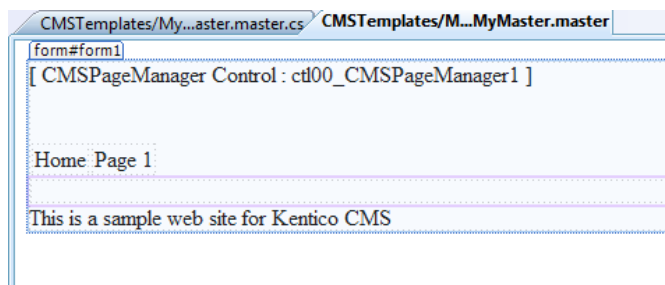 CMSTemplates/My...aster.master.cs CMSTemplates/M...MyMaster.master
form#form1
[ CMSPageManager Control : ctl00_CMSPageManager1 ]
Home Page 1
This is a sample web site for Kentico CMS